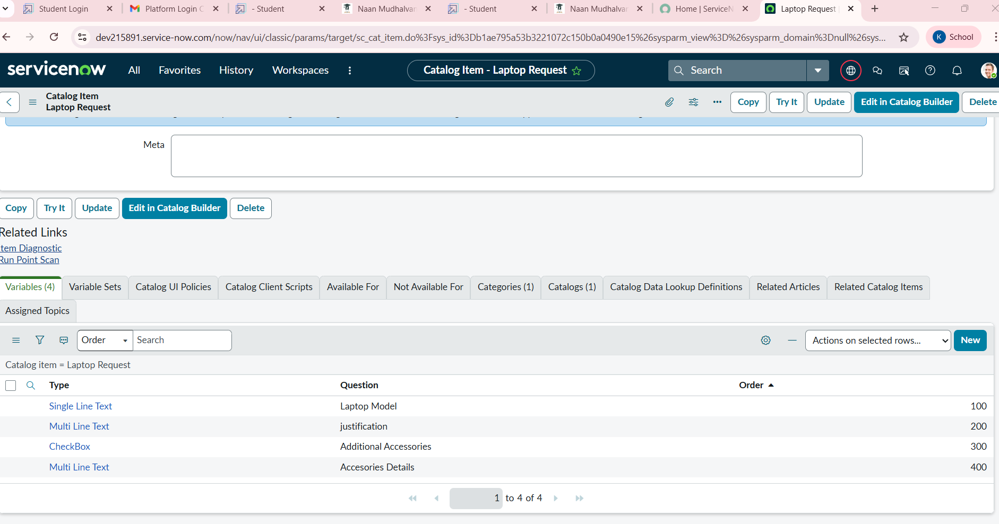 Student Login
Platform Login C
- Student
Naan Mudhalvan
- Student
Naan Mudhalvar
Home | ServiceN
Laptop Request |
dev215891.service-now.com/now/nav/ui/classic/params/target/sc_cat_item.do%3Fsys_id%3Db1ae795a53b3221072c150b0a0490e15%26sysparm_view%3D%26sysparm_domain%3Dnull%26sys...
K School
servicenow
All
Favorites
History
Workspaces
Catalog Item - Laptop Request
Search
Catalog Item
Laptop Request
Copy
Try It
Update
Edit in Catalog Builder
Delete
Meta
Copy
Try It
Update
Edit in Catalog Builder
Delete
Related Links
tem Diagnostic
Run Point Scan
Variables (4)
Variable Sets
Catalog UI Policies
Catalog Client Scripts
Available For
Not Available For
Categories (1)
Catalogs (1)
Catalog Data Lookup Definitions
Related Articles
Related Catalog Items
Assigned Topics
Order
Search
Actions on selected rows...
New
Catalog item = Laptop Request
Type Question Order
Single Line Text Laptop Model 100
Multi Line Text justification 200
CheckBox Additional Accessories 300
Multi Line Text Accesories Details 400
1 to 4 of 4